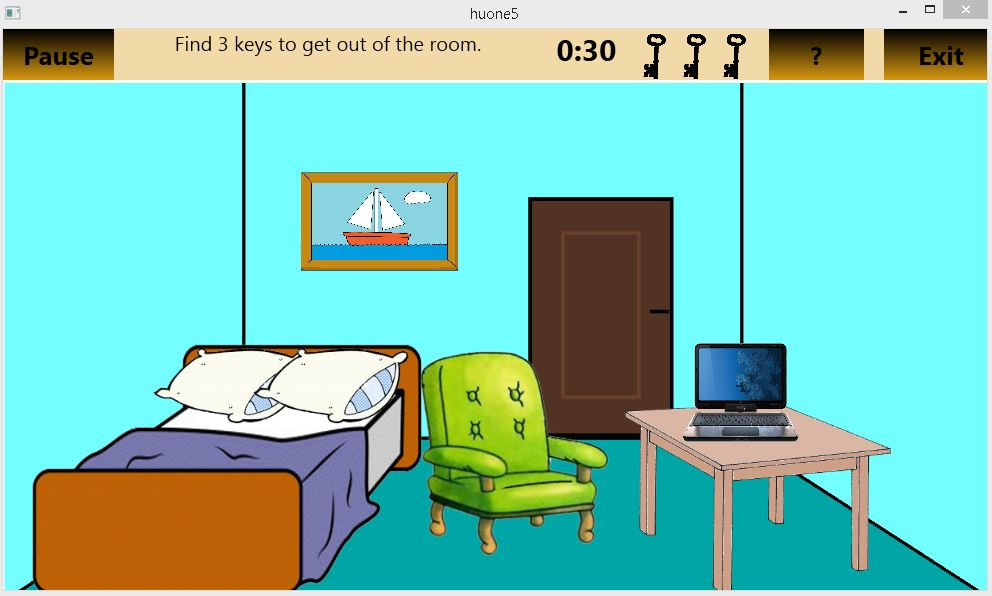 huone5
Pause
Find 3 keys to get out of the room.
0:30
?
Exit